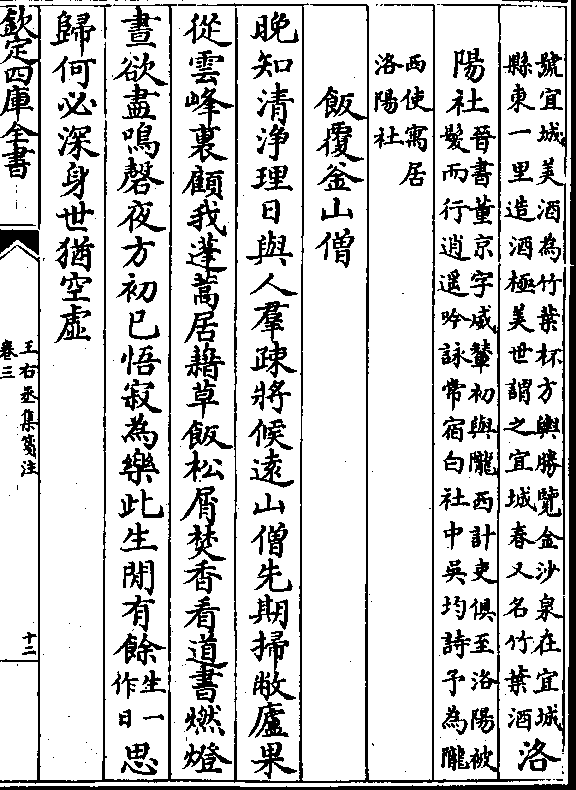 號宜城美酒為竹葉杯方輿勝覽金沙泉在宜城
縣東一里造酒極美世謂之宜城春又名竹葉酒
洛
陽社
晉書董京字威輦初與隴西計吏俱至洛陽被
髮而行逍遥吟詠常宿白社中吳均詩予為隴
西使寓居
洛陽社
飯覆釜山僧
晚知清浄理日與人羣疎將候遠山僧先期掃敝廬果
從雲峰裏顧我蓬蒿居藉草飯松屑焚香看道書燃燈
晝欲盡鳴磬夜方初已悟寂為樂此生閒有餘
生一
作日
思
歸何必深身世猶空虚
欽定四庫全書
王右丞集箋注
卷三
十二